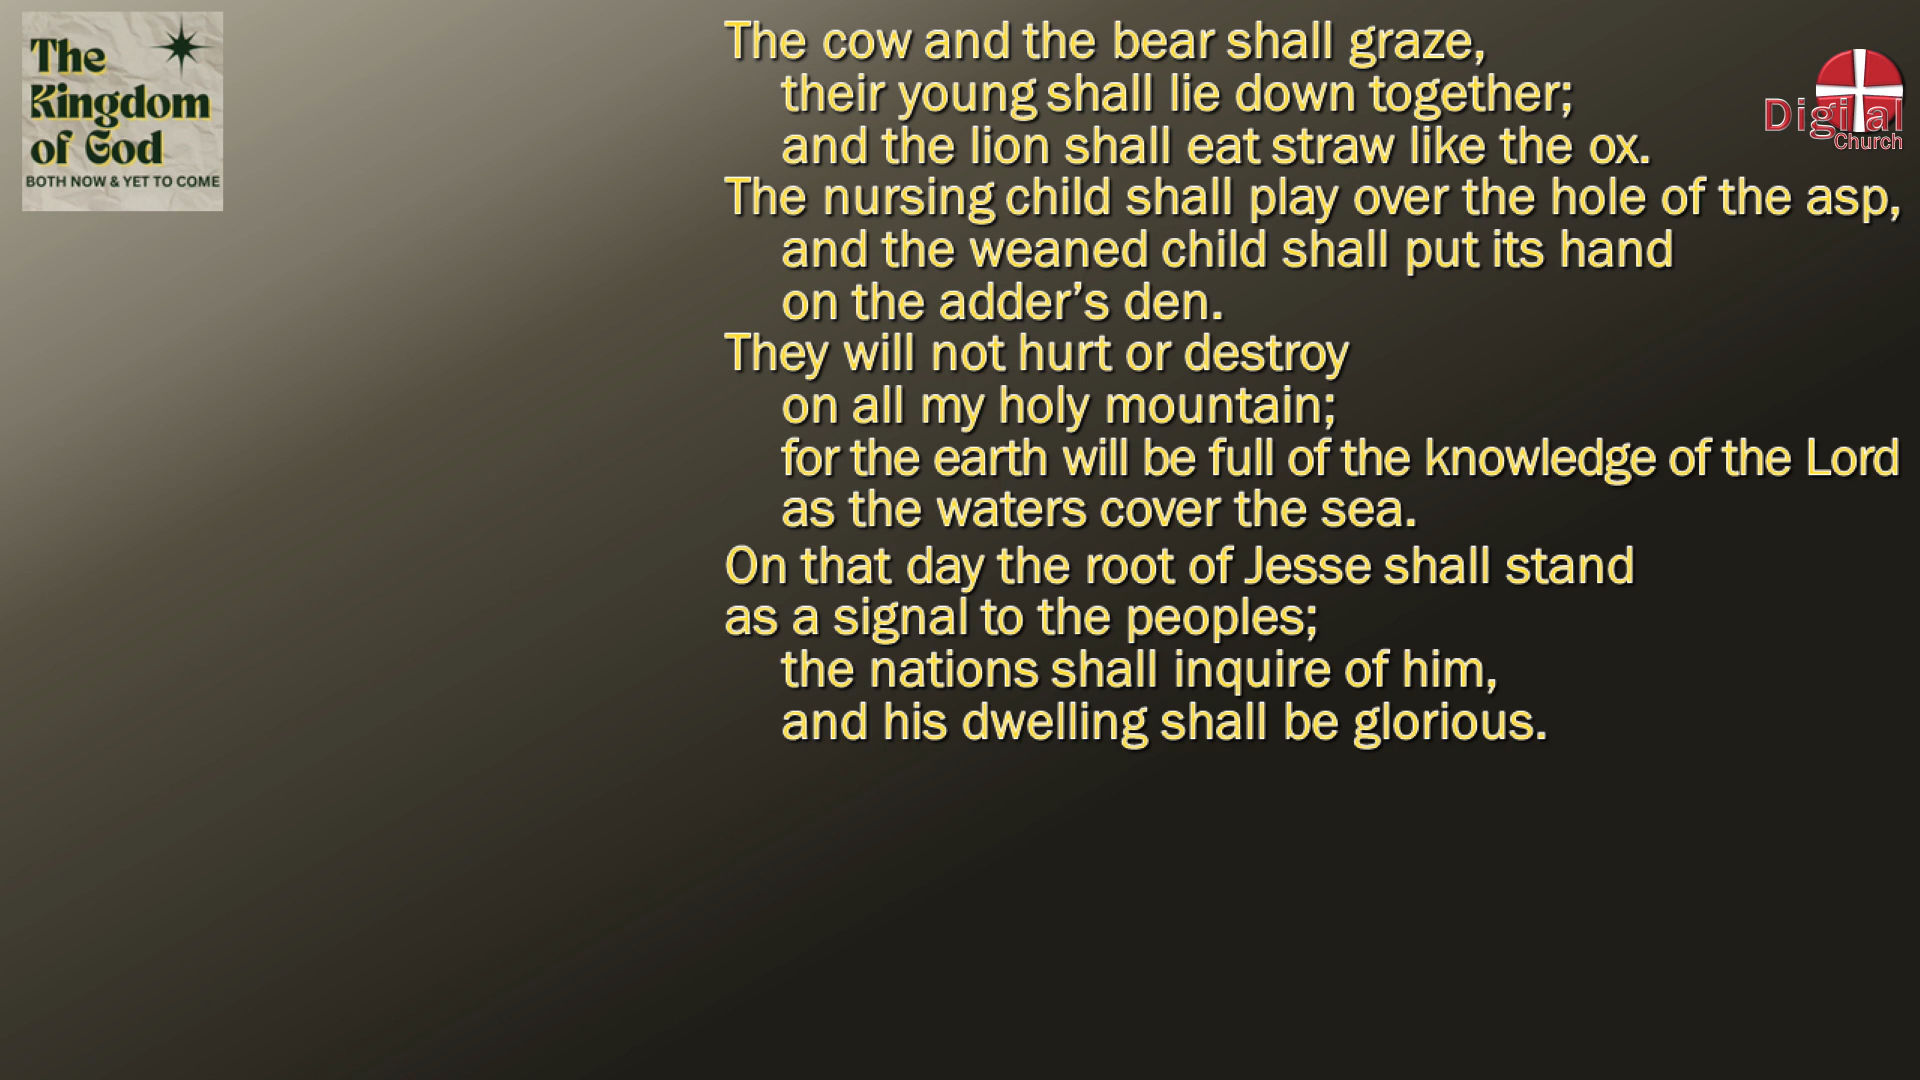 The
Kingdom
of God
BOTH NOW & YET TO COME
The cow and the bear shall graze,
their young shall lie down together;
and the lion shall eat straw like the ox.
The nursing child shall play over the hole of the asp,
and the weaned child shall put its hand
on the adder’s den.
They will not hurt or destroy
on all my holy mountain;
for the earth will be full of the knowledge of the Lord
as the waters cover the sea.
On that day the root of Jesse shall stand
as a signal to the peoples;
the nations shall inquire of him,
and his dwelling shall be glorious.
Digital
Church